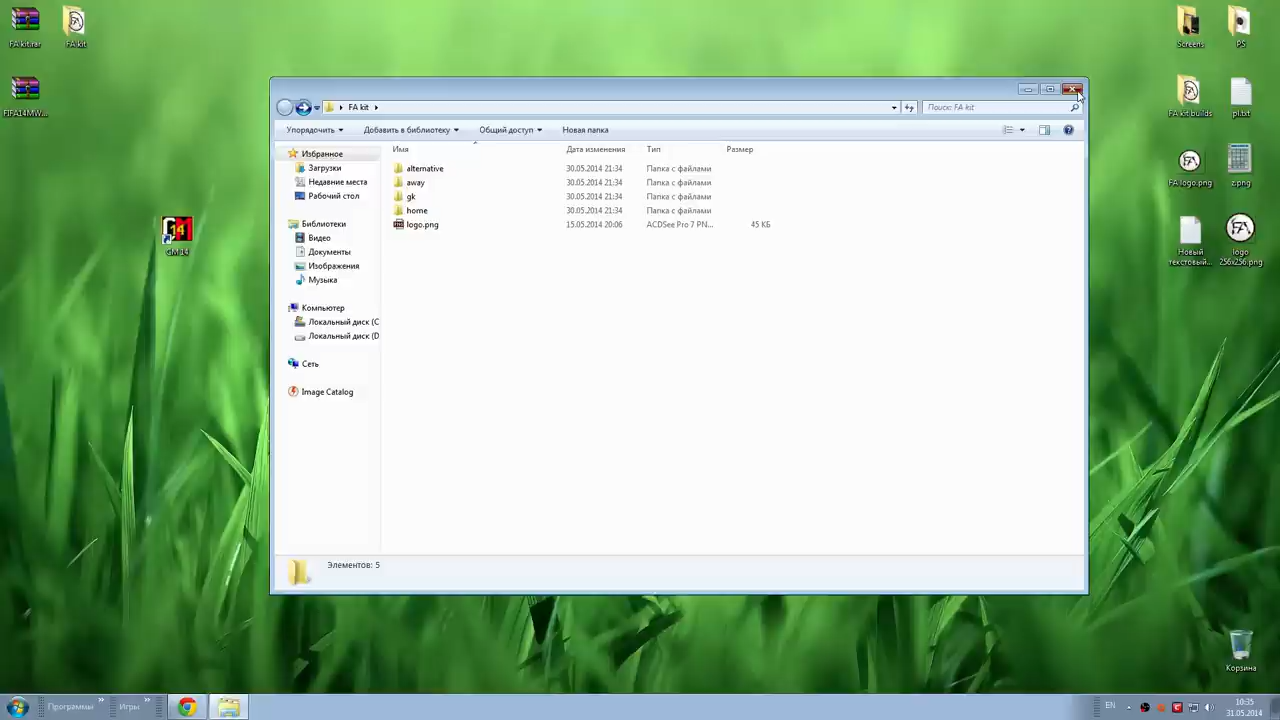 FA kit.rar
FA kit
FIFA14MW...
CM 14
Screens
PS
FA kit builds
pl.txt
FA logo.png
z.png
Новый
текстовый...
logo
256x256.png
Корзина
FA kit
Поиск: FA kit
Упорядочить
Добавить в библиотеку
Общий доступ
Новая папка
Имя
Дата изменения
Тип
Размер
Избранное
Загрузки
Недавние места
Рабочий стол
Библиотеки
Видео
Документы
Изображения
Музыка
Компьютер
Локальный диск (C
Локальный диск (D
Сеть
Image Catalog
alternative 30.05.2014 21:34 Папка с файлами
away 30.05.2014 21:34 Папка с файлами
gk 30.05.2014 21:34 Папка с файлами
home 30.05.2014 21:34 Папка с файлами
logo.png 15.05.2014 20:06 ACDSee Pro 7 PN... 45 КБ
Элементов: 5
Программы
Игры
EN
10:35
31.05.2014